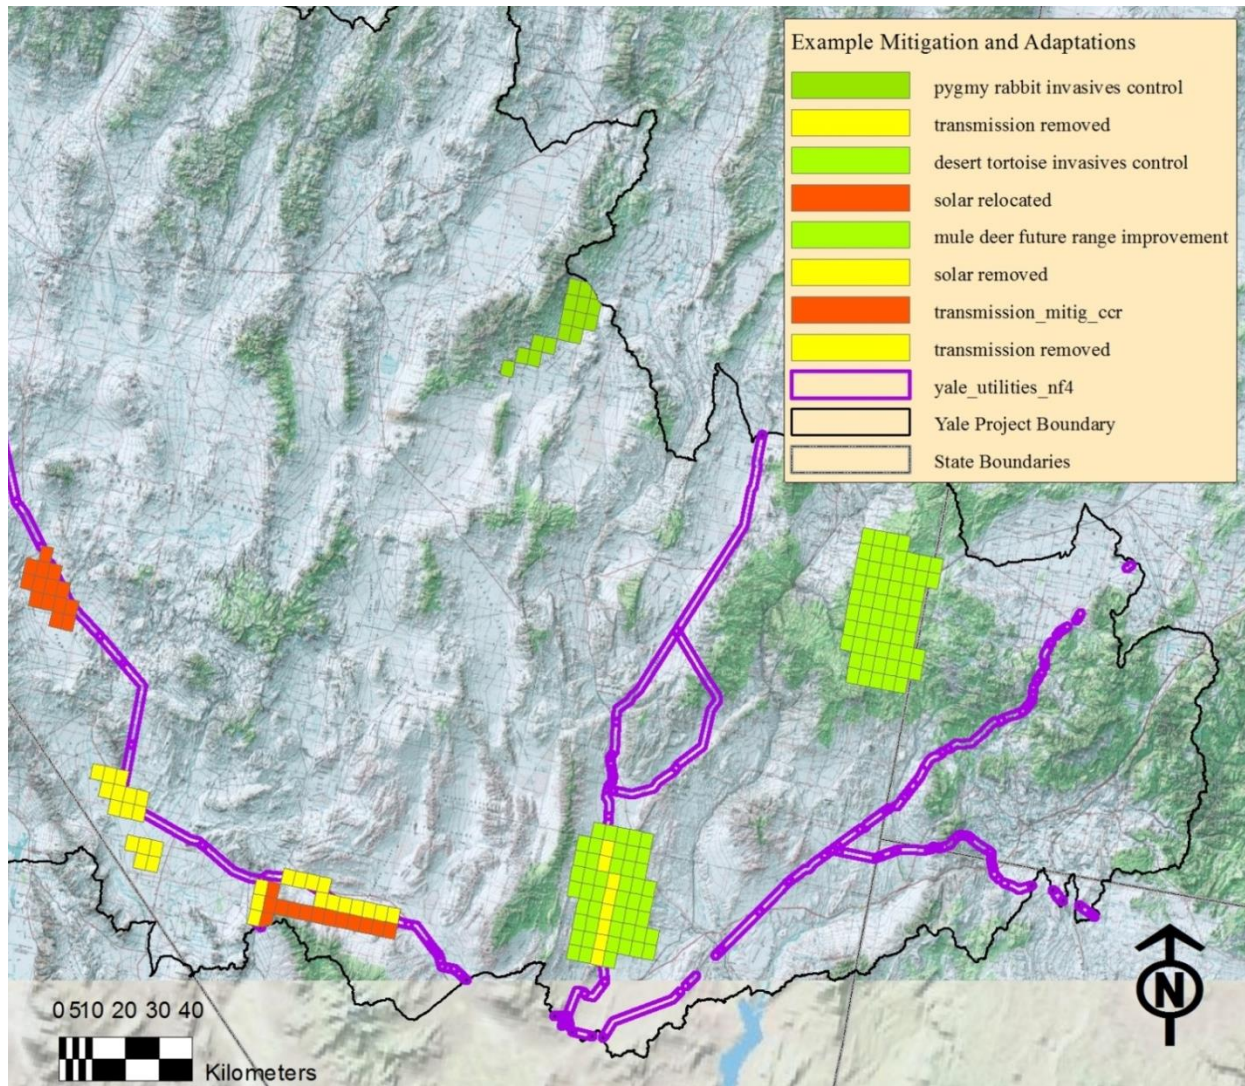 Example Mitigation and Adaptations
pygmy rabbit invasives control
transmission removed
desert tortoise invasives control
solar relocated
mule deer future range improvement
solar removed
transmission_mitig_ccr
transmission removed
yale_utilities_nf4
Yale Project Boundary
State Boundaries
N
0 5 10 20 30 40
Kilometers